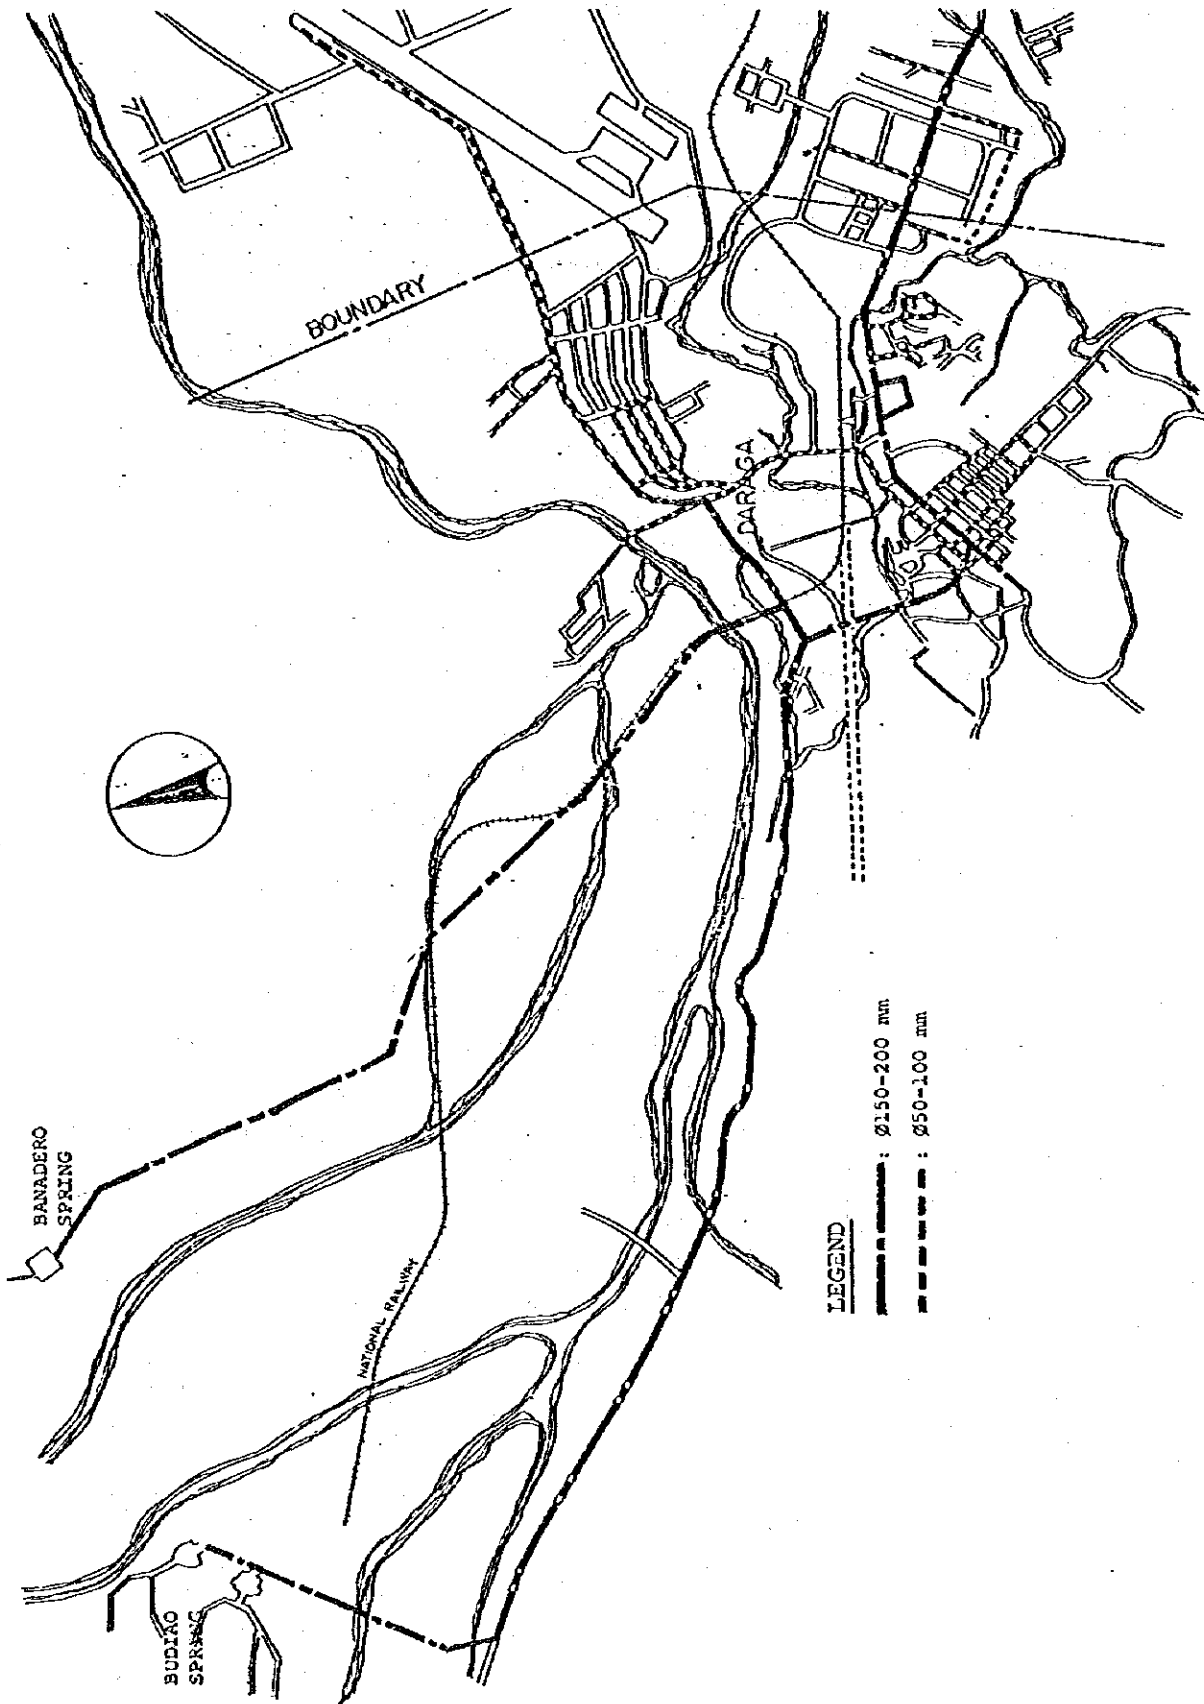 BANADERO
SPRING
BUDIAO
SPRING
NATIONAL RAILWAY
BOUNDARY
DARAGA
LEGEND
: Ø150-200 mm
: Ø50-100 mm